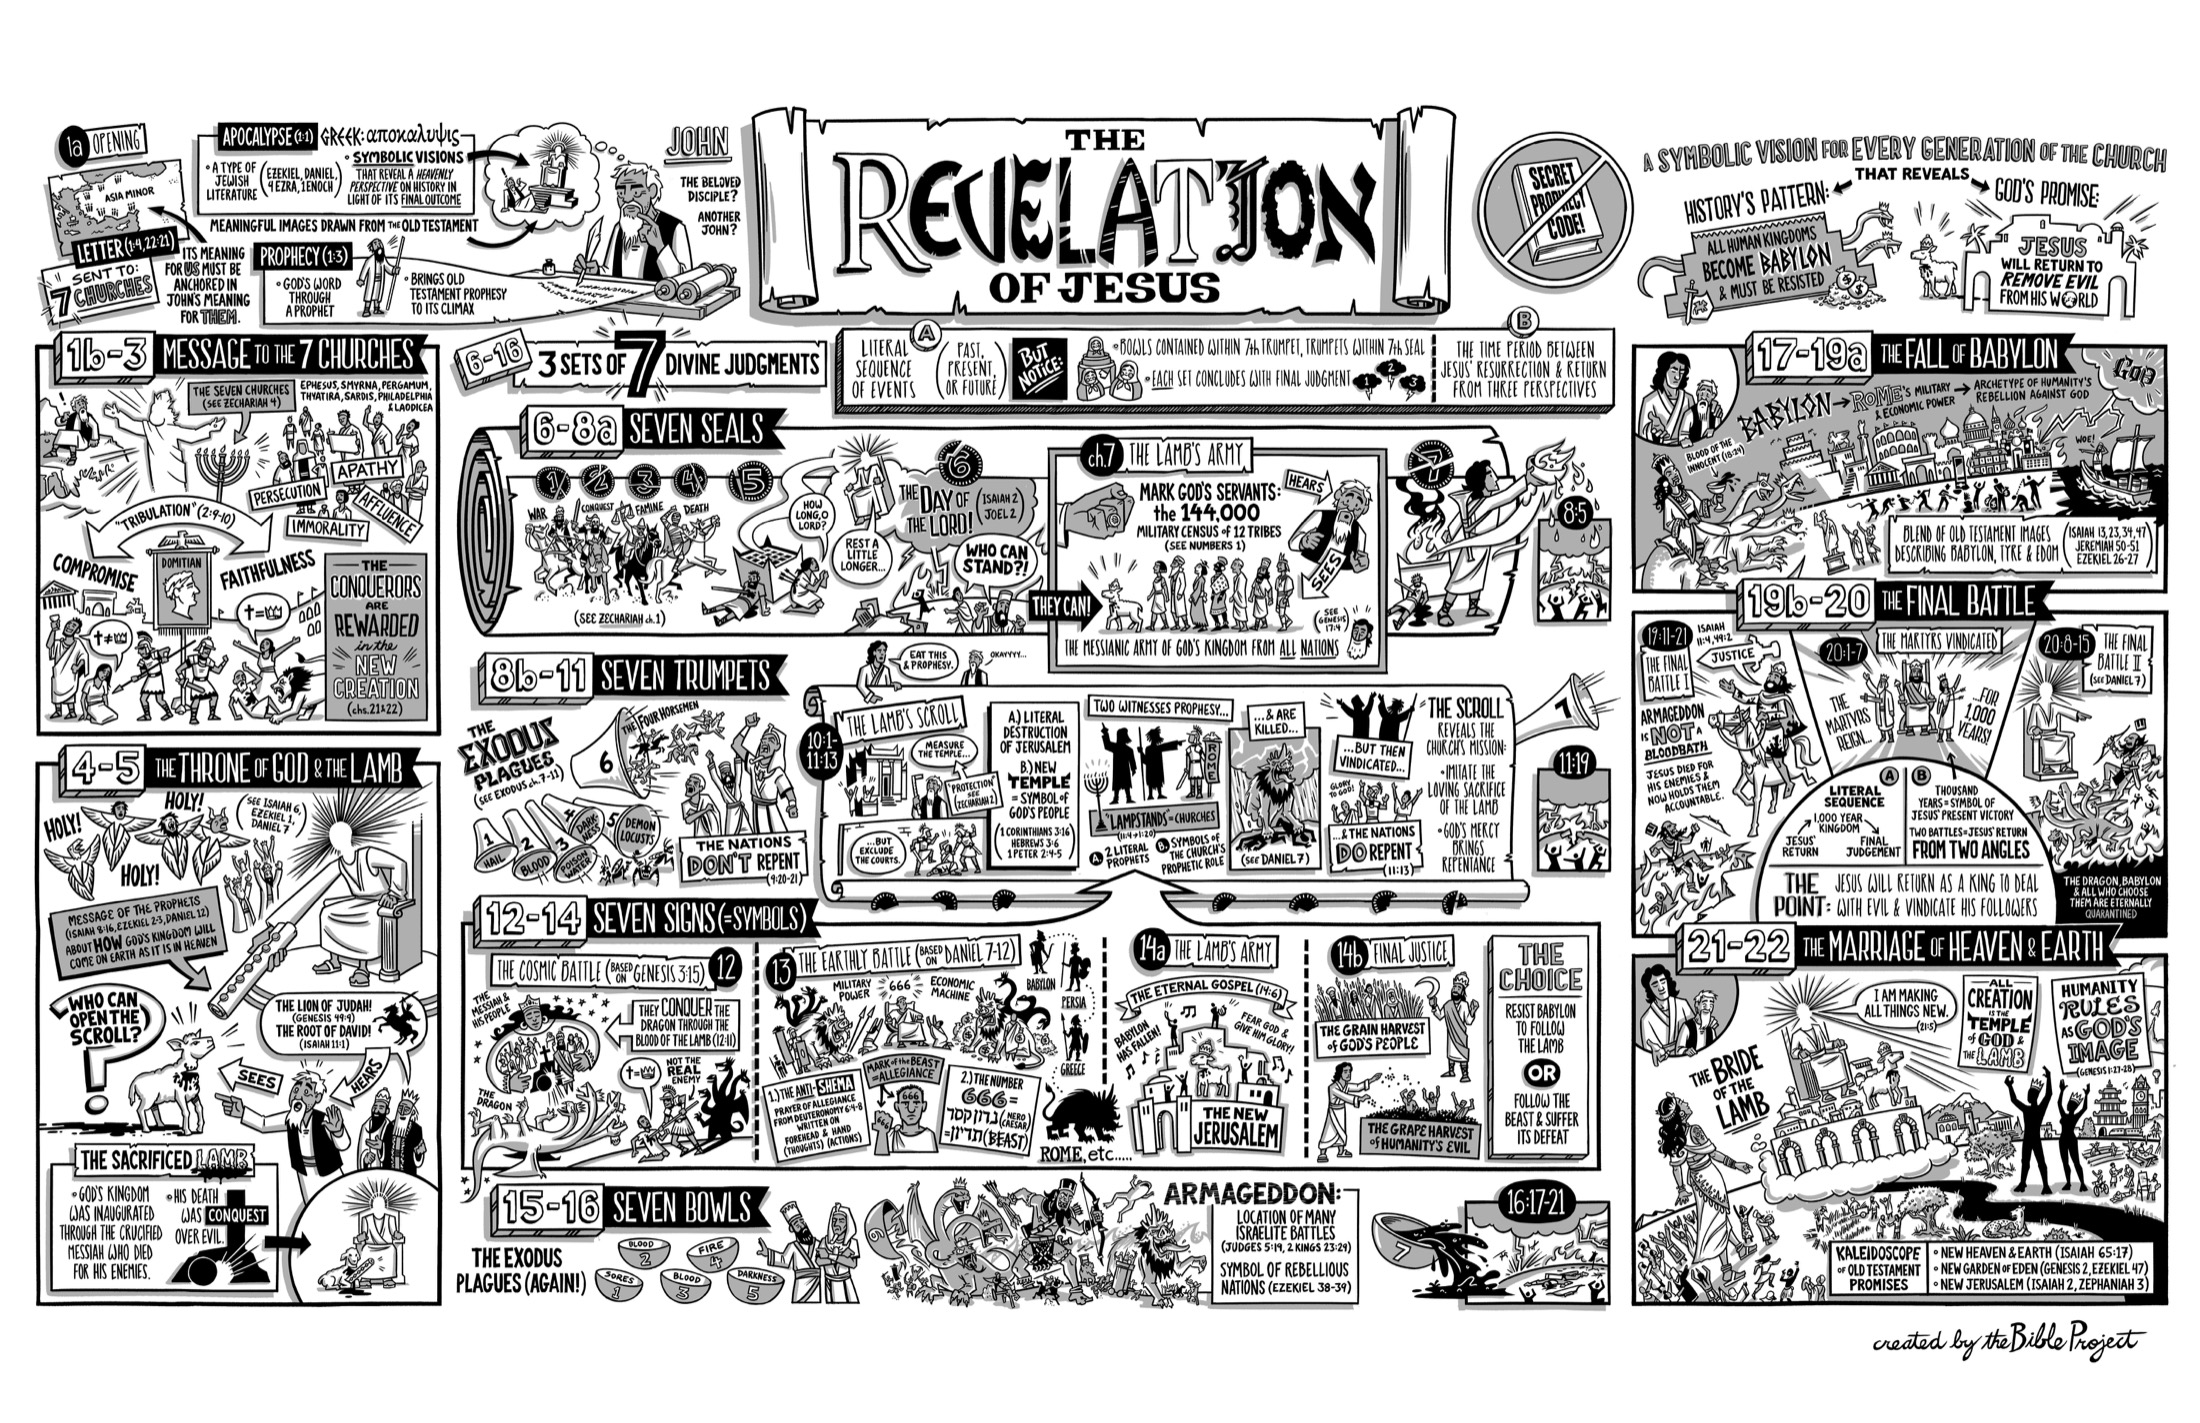 THE
REVELATION
OF JESUS
1a OPENING
ASIA MINOR
LETTER (1:4, 22:21)
SENT TO:
7 CHURCHES
ITS MEANING
FOR US MUST BE
ANCHORED IN
JOHN'S MEANING
FOR THEM.
APOCALYPSE (1:1) GREEK: αποκαλυψις
• A TYPE OF
JEWISH
LITERATURE
(EZEKIEL, DANIEL,
4 EZRA, 1ENOCH)
• SYMBOLIC VISIONS
THAT REVEAL A HEAVENLY
PERSPECTIVE ON HISTORY IN
LIGHT OF ITS FINAL OUTCOME
MEANINGFUL IMAGES DRAWN FROM THE OLD TESTAMENT
PROPHECY (1:3)
• GOD'S WORD
THROUGH
A PROPHET
• BRINGS OLD
TESTAMENT PROPHESY
TO ITS CLIMAX
JOHN
THE BELOVED
DISCIPLE?
ANOTHER
JOHN?
SECRET
PROPHECY
CODE!
A SYMBOLIC VISION FOR EVERY GENERATION OF THE CHURCH
THAT REVEALS
HISTORY'S PATTERN:
ALL HUMAN KINGDOMS
BECOME BABYLON
& MUST BE RESISTED
$ $
GOD'S PROMISE:
JESUS
WILL RETURN TO
REMOVE EVIL
FROM HIS WORLD
1b-3 MESSAGE TO THE 7 CHURCHES
THE SEVEN CHURCHES
(SEE ZECHARIAH 4)
EPHESUS, SMYRNA, PERGAMUM,
THYATIRA, SARDIS, PHILADELPHIA
& LAODICEA
APATHY
PERSECUTION
AFFLUENCE
IMMORALITY
"TRIBULATION" (2:9-10)
COMPROMISE
DOMITIAN
FAITHFULNESS
THE
CONQUERORS
ARE
REWARDED
in the
NEW
CREATION
(chs. 21&22)
4-5 THE THRONE OF GOD & THE LAMB
HOLY!
HOLY!
HOLY!
(SEE ISAIAH 6,
EZEKIEL 1,
DANIEL 7)
MESSAGE OF THE PROPHETS
(ISAIAH 8:16, EZEKIEL 2-3, DANIEL 12)
ABOUT HOW GOD'S KINGDOM WILL
COME ON EARTH AS IT IS IN HEAVEN
WHO CAN
OPEN THE
SCROLL?
THE LION OF JUDAH!
(GENESIS 49:9)
THE ROOT OF DAVID!
(ISAIAH 11:1)
SEES
HEARS
THE SACRIFICED LAMB
• GOD'S KINGDOM
WAS INAUGURATED
THROUGH THE CRUCIFIED
MESSIAH WHO DIED
FOR HIS ENEMIES.
• HIS DEATH
WAS CONQUEST
OVER EVIL.
6-16 3 SETS OF 7 DIVINE JUDGMENTS
A
LITERAL
SEQUENCE
OF EVENTS
(PAST,
PRESENT,
OR FUTURE)
BUT
NOTICE:
• BOWLS CONTAINED WITHIN 7th TRUMPET, TRUMPETS WITHIN 7th SEAL
• EACH SET CONCLUDES WITH FINAL JUDGMENT 1 2 3
B
THE TIME PERIOD BETWEEN
JESUS' RESURRECTION & RETURN
FROM THREE PERSPECTIVES
6-8a SEVEN SEALS
1 2 3 4 5
WAR CONQUEST FAMINE DEATH
(SEE ZECHARIAH ch. 1)
HOW
LONG, O
LORD?
REST A
LITTLE
LONGER...
6
THE DAY OF
THE LORD!
(ISAIAH 2
JOEL 2)
WHO CAN
STAND?!
THEY CAN!
ch.7 THE LAMB'S ARMY
MARK GOD'S SERVANTS:
the 144,000
MILITARY CENSUS OF 12 TRIBES
(SEE NUMBERS 1)
HEARS
SEES
(SEE
GENESIS
17:4)
THE MESSIANIC ARMY OF GOD'S KINGDOM FROM ALL NATIONS
7
8:5
8b-11 SEVEN TRUMPETS
THE
EXODUS
PLAGUES
(SEE EXODUS ch. 7-11)
1 HAIL
2 BLOOD
3 POISON WATER
4 DARK-
NESS
5 DEMON
LOCUSTS
6 THE FOUR HORSEMEN
THE NATIONS
DON'T REPENT
(9:20-21)
EAT THIS
& PROPHESY.
OKAYYYY...
10:1-
11:13
THE LAMB'S SCROLL
MEASURE
THE TEMPLE...
"PROTECTION"
SEE
(ZECHARIAH 2)
...BUT
EXCLUDE
THE COURTS.
A.) LITERAL
DESTRUCTION
OF JERUSALEM
B.) NEW
"TEMPLE"
= SYMBOL of
GOD'S PEOPLE
(1 CORINTHIANS 3:16
HEBREWS 3:6
1 PETER 2:4-5)
TWO WITNESSES PROPHESY...
ROME
"LAMPSTANDS" = CHURCHES
(11:4→1:20)
A. 2 LITERAL
PROPHETS
B. SYMBOLS OF
THE CHURCH'S
PROPHETIC ROLE
...& ARE
KILLED...
(SEE DANIEL 7)
...BUT THEN
VINDICATED...
GLORY
TO GOD!
...& THE NATIONS
DO REPENT
(11:13)
THE SCROLL
REVEALS THE
CHURCH'S MISSION:
• IMITATE THE
LOVING SACRIFICE
OF THE LAMB
• GOD'S MERCY
BRINGS
REPENTANCE
7
11:19
12-14 SEVEN SIGNS (=SYMBOLS)
THE COSMIC BATTLE (BASED ON GENESIS 3:15) 12
THE
MESSIAH &
HIS PEOPLE
THEY CONQUER THE
DRAGON THROUGH THE
BLOOD OF THE LAMB (12:11)
THE
DRAGON
NOT THE
REAL
ENEMY
13 THE EARTHLY BATTLE (BASED ON DANIEL 7-12)
MILITARY
POWER
666
ECONOMIC
MACHINE
BABYLON
PERSIA
GREECE
ROME, etc.....
1.) THE ANTI-SHEMA
PRAYER OF ALLEGIANCE
FROM DEUTERONOMY 6:4-8
WRITTEN ON
FOREHEAD & HAND
(THOUGHTS) (ACTIONS)
MARK of the BEAST
= ALLEGIANCE
666
666
2.) THE NUMBER
666 =
נרון קסר (NERO
CAESAR)
= תריון (BEAST)
14a THE LAMB'S ARMY
THE ETERNAL GOSPEL (14:6)
BABYLON
HAS FALLEN!
FEAR GOD &
GIVE HIM GLORY!
THE NEW
JERUSALEM
14b FINAL JUSTICE
THE GRAIN HARVEST
of GOD'S PEOPLE
THE GRAPE HARVEST
of HUMANITY'S EVIL
THE
CHOICE
RESIST BABYLON
TO FOLLOW
THE LAMB
OR
FOLLOW THE
BEAST & SUFFER
ITS DEFEAT
15-16 SEVEN BOWLS
THE EXODUS
PLAGUES (AGAIN!)
SORES 1
BLOOD 2
BLOOD 3
FIRE 4
DARKNESS 5
6
ARMAGEDDON:
LOCATION OF MANY
ISRAELITE BATTLES
(JUDGES 5:19, 2 KINGS 23:29)
SYMBOL OF REBELLIOUS
NATIONS (EZEKIEL 38-39)
7
16:17-21
17-19a THE FALL OF BABYLON
GOD
BABYLON → ROME'S MILITARY
& ECONOMIC POWER → ARCHETYPE OF HUMANITY'S
REBELLION AGAINST GOD
BLOOD OF THE
INNOCENT (18:24)
WOE!
BLEND OF OLD TESTAMENT IMAGES
DESCRIBING BABYLON, TYRE & EDOM
(ISAIAH 13, 23, 34, 47
JEREMIAH 50-51
EZEKIEL 26-27)
19b-20 THE FINAL BATTLE
19:11-21
ISAIAH
11:4, 49:2
THE FINAL
BATTLE I
JUSTICE
ARMAGEDDON
IS NOT A
BLOODBATH
JESUS DIED FOR
HIS ENEMIES &
NOW HOLDS THEM
ACCOUNTABLE.
20:1-7 THE MARTYRS VINDICATED
THE
MARTYRS
REIGN...
...FOR
1,000
YEARS!
20:8-15
THE FINAL
BATTLE II
(SEE DANIEL 7)
A
LITERAL
SEQUENCE
1,000 YEAR
KINGDOM
JESUS'
RETURN
FINAL
JUDGEMENT
B
THOUSAND
YEARS = SYMBOL OF
JESUS' PRESENT VICTORY
TWO BATTLES = JESUS' RETURN
FROM TWO ANGLES
THE
POINT:
JESUS WILL RETURN AS A KING TO DEAL
WITH EVIL & VINDICATE HIS FOLLOWERS
THE DRAGON, BABYLON
& ALL WHO CHOOSE
THEM ARE ETERNALLY
QUARANTINED
21-22 THE MARRIAGE OF HEAVEN & EARTH
THE BRIDE
OF THE
LAMB
I AM MAKING
ALL THINGS NEW.
(21:5)
ALL
CREATION
IS THE
TEMPLE
of GOD &
THE LAMB
HUMANITY
RULES
AS GOD'S
IMAGE
(GENESIS 1:27-28)
KALEIDOSCOPE
OF OLD TESTAMENT
PROMISES
• NEW HEAVEN & EARTH (ISAIAH 65:17)
• NEW GARDEN OF EDEN (GENESIS 2, EZEKIEL 47)
• NEW JERUSALEM (ISAIAH 2, ZEPHANIAH 3)
created by the Bible Project